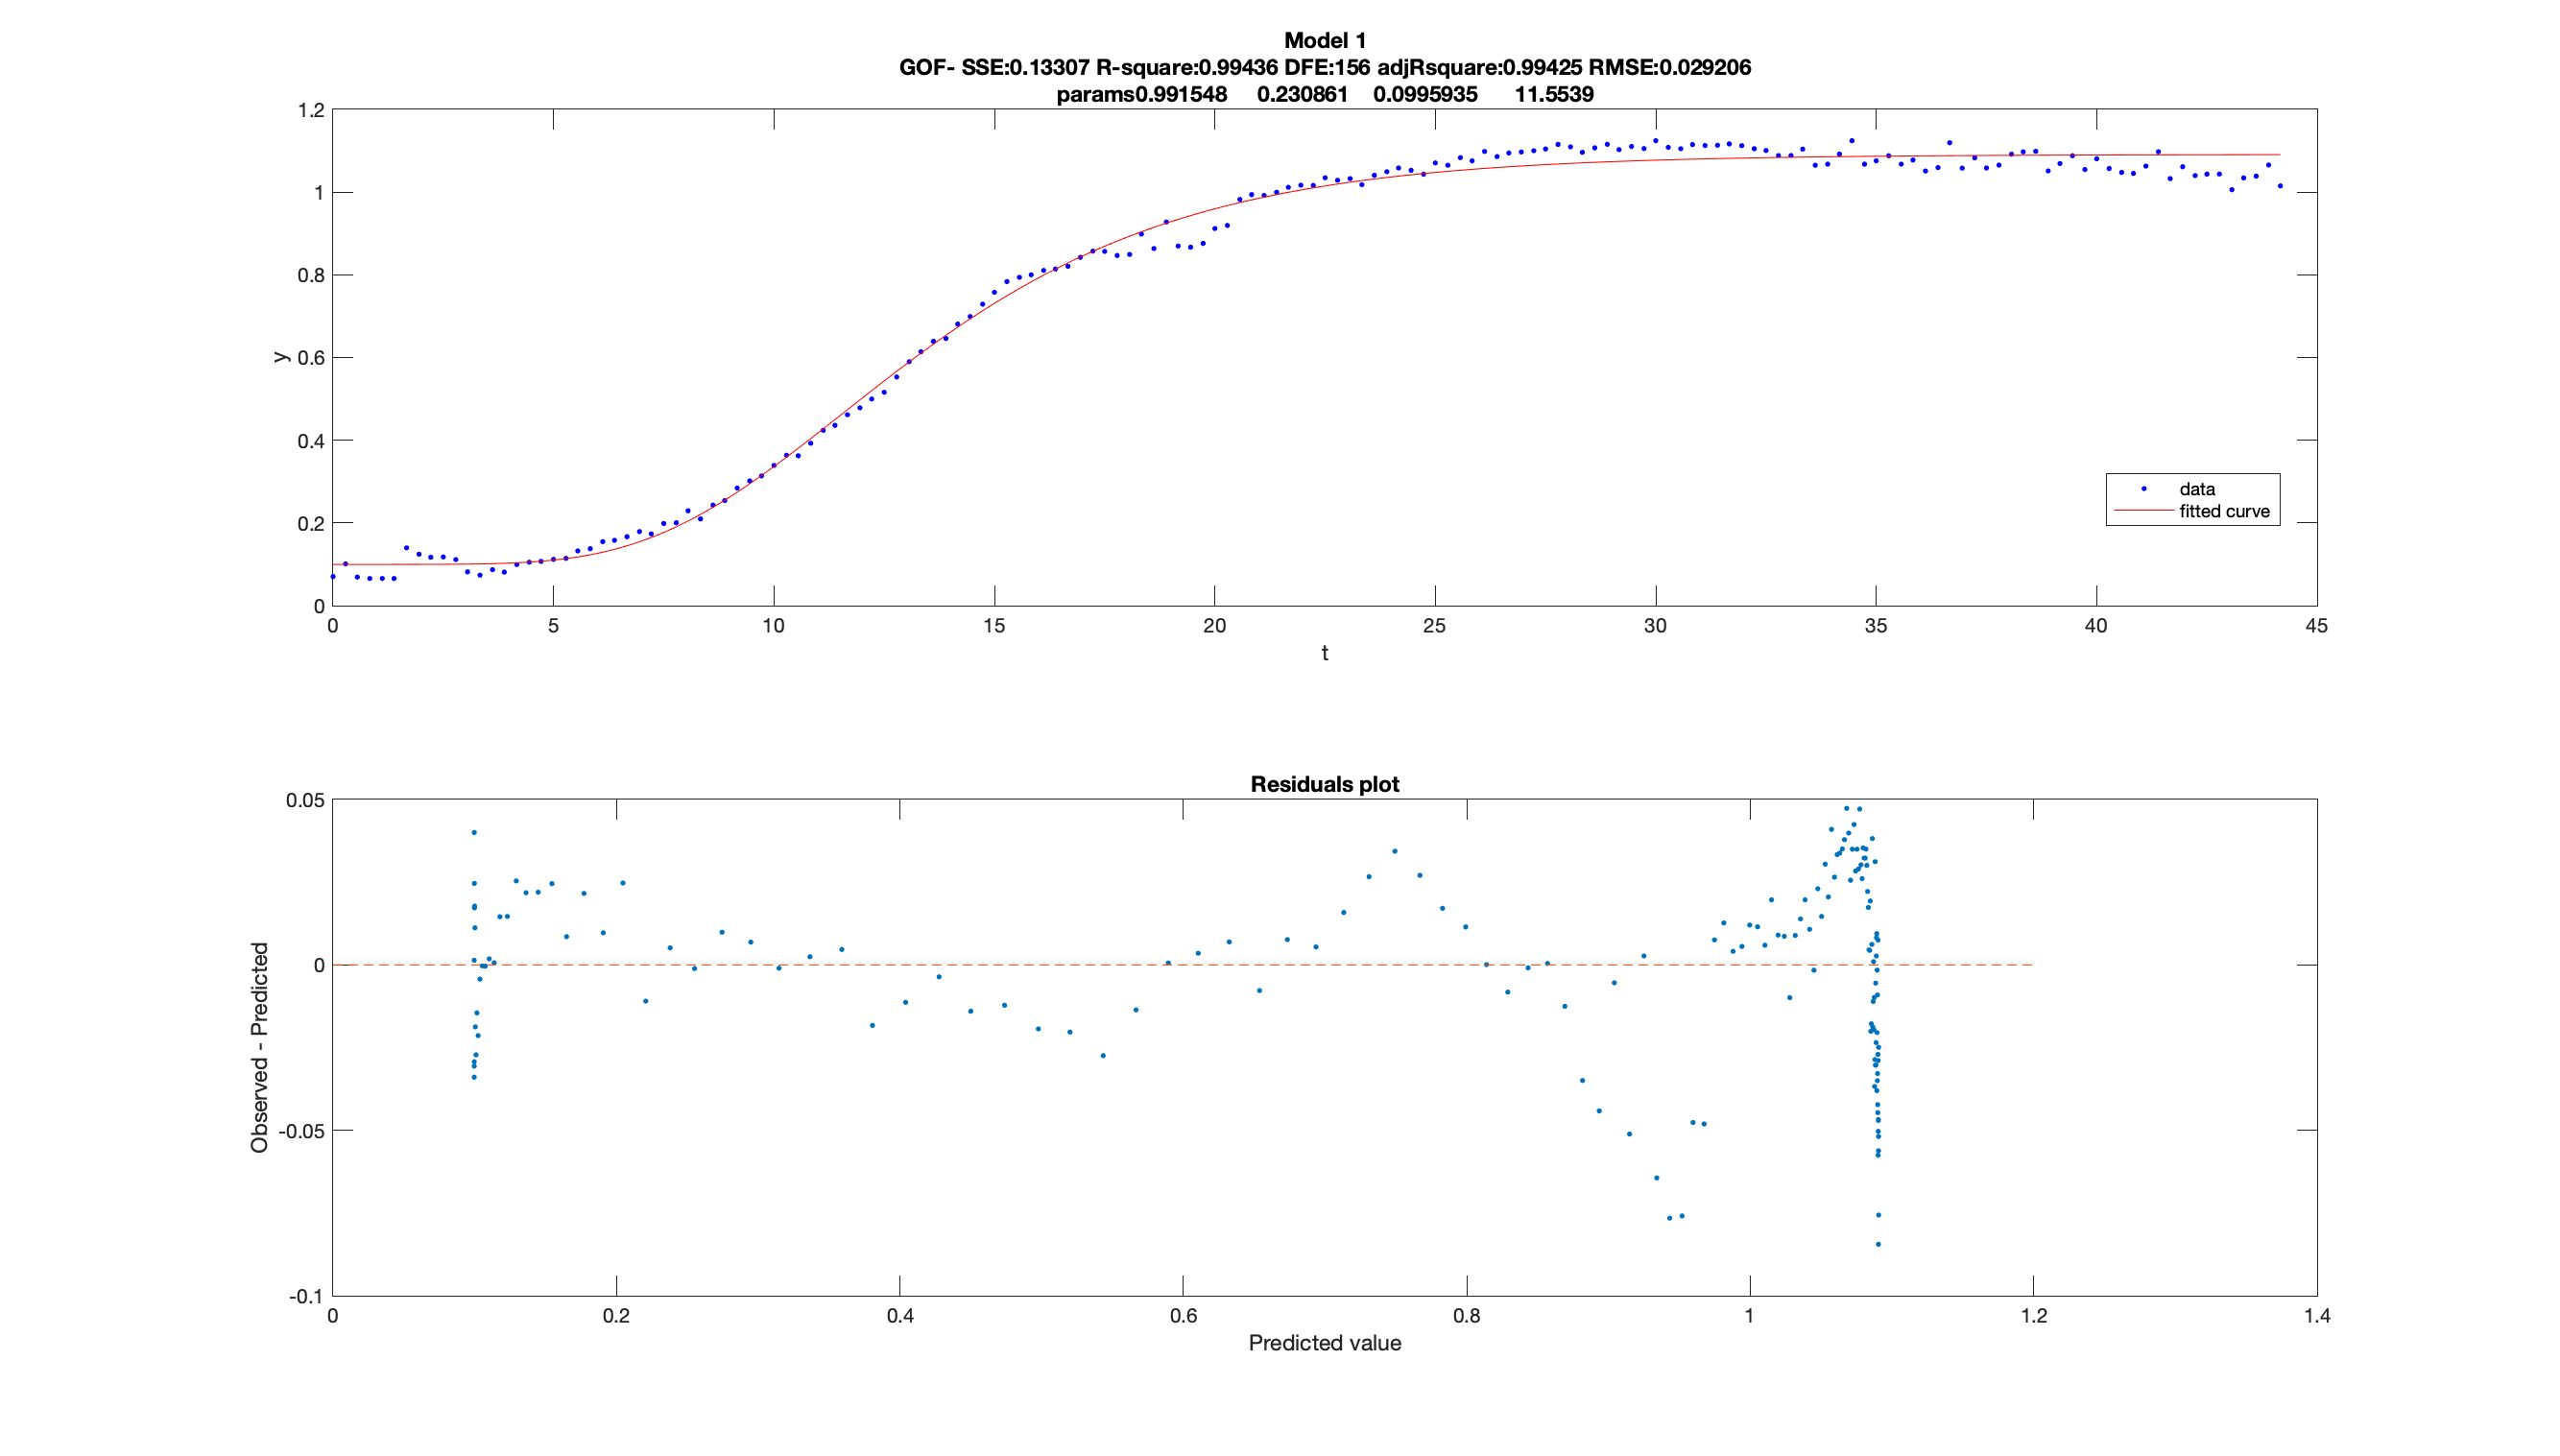 Model 1
GOF- SSE:0.13307 R-square:0.99436 DFE:156 adjRsquare:0.99425 RMSE:0.029206
params0.991548 0.230861 0.0995935 11.5539
1.2
1
0.8
0.6
0.4
0.2
0
y
data
fitted curve
0 5 10 15 20 25 30 35 40 45
t
Residuals plot
0.05
0
-0.05
-0.1
Observed - Predicted
0 0.2 0.4 0.6 0.8 1 1.2 1.4
Predicted value